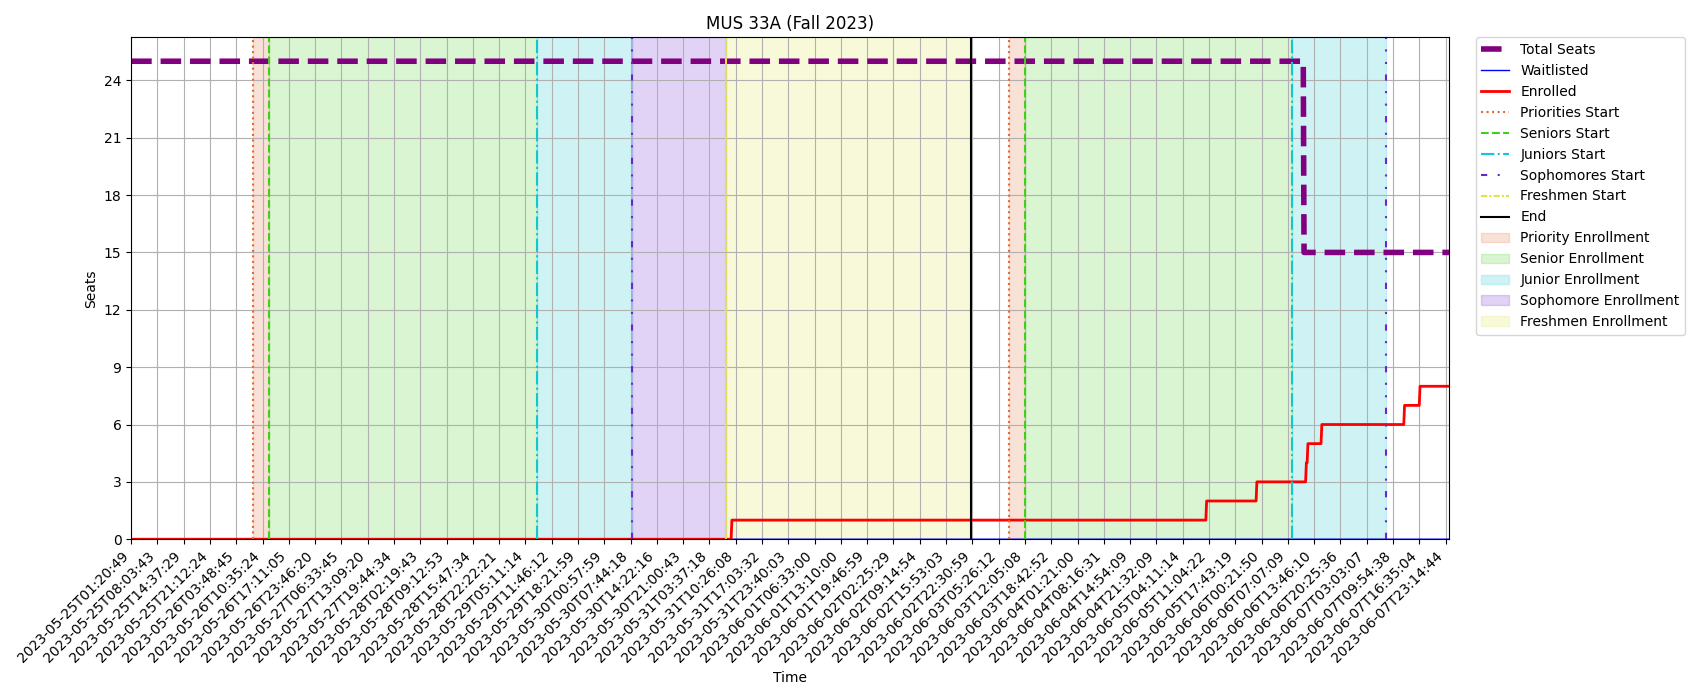 MUS 33A (Fall 2023)
Seats
24
21
18
15
12
9
6
3
0
2023-05-25T01:20:49
2023-05-25T08:03:43
2023-05-25T14:37:29
2023-05-25T21:12:24
2023-05-26T03:48:45
2023-05-26T10:35:24
2023-05-26T17:11:05
2023-05-26T23:46:20
2023-05-27T06:33:45
2023-05-27T13:09:20
2023-05-27T19:44:34
2023-05-28T02:19:43
2023-05-28T09:12:53
2023-05-28T15:47:34
2023-05-28T22:22:21
2023-05-29T05:11:14
2023-05-29T11:46:12
2023-05-29T18:21:59
2023-05-30T00:57:59
2023-05-30T07:44:18
2023-05-30T14:22:16
2023-05-30T21:00:43
2023-05-31T03:37:18
2023-05-31T10:26:08
2023-05-31T17:03:32
2023-05-31T23:40:03
2023-06-01T06:33:00
2023-06-01T13:10:00
2023-06-01T19:46:59
2023-06-02T02:25:29
2023-06-02T09:14:54
2023-06-02T15:53:03
2023-06-02T22:30:59
2023-06-03T05:26:12
2023-06-03T12:05:08
2023-06-03T18:42:52
2023-06-04T01:21:00
2023-06-04T08:16:31
2023-06-04T14:54:09
2023-06-04T21:32:09
2023-06-05T04:11:14
2023-06-05T11:04:22
2023-06-05T17:43:19
2023-06-06T00:21:50
2023-06-06T07:07:09
2023-06-06T13:46:10
2023-06-06T20:25:36
2023-06-07T03:03:07
2023-06-07T09:54:38
2023-06-07T16:35:04
2023-06-07T23:14:44
Time
Total Seats
Waitlisted
Enrolled
Priorities Start
Seniors Start
Juniors Start
Sophomores Start
Freshmen Start
End
Priority Enrollment
Senior Enrollment
Junior Enrollment
Sophomore Enrollment
Freshmen Enrollment